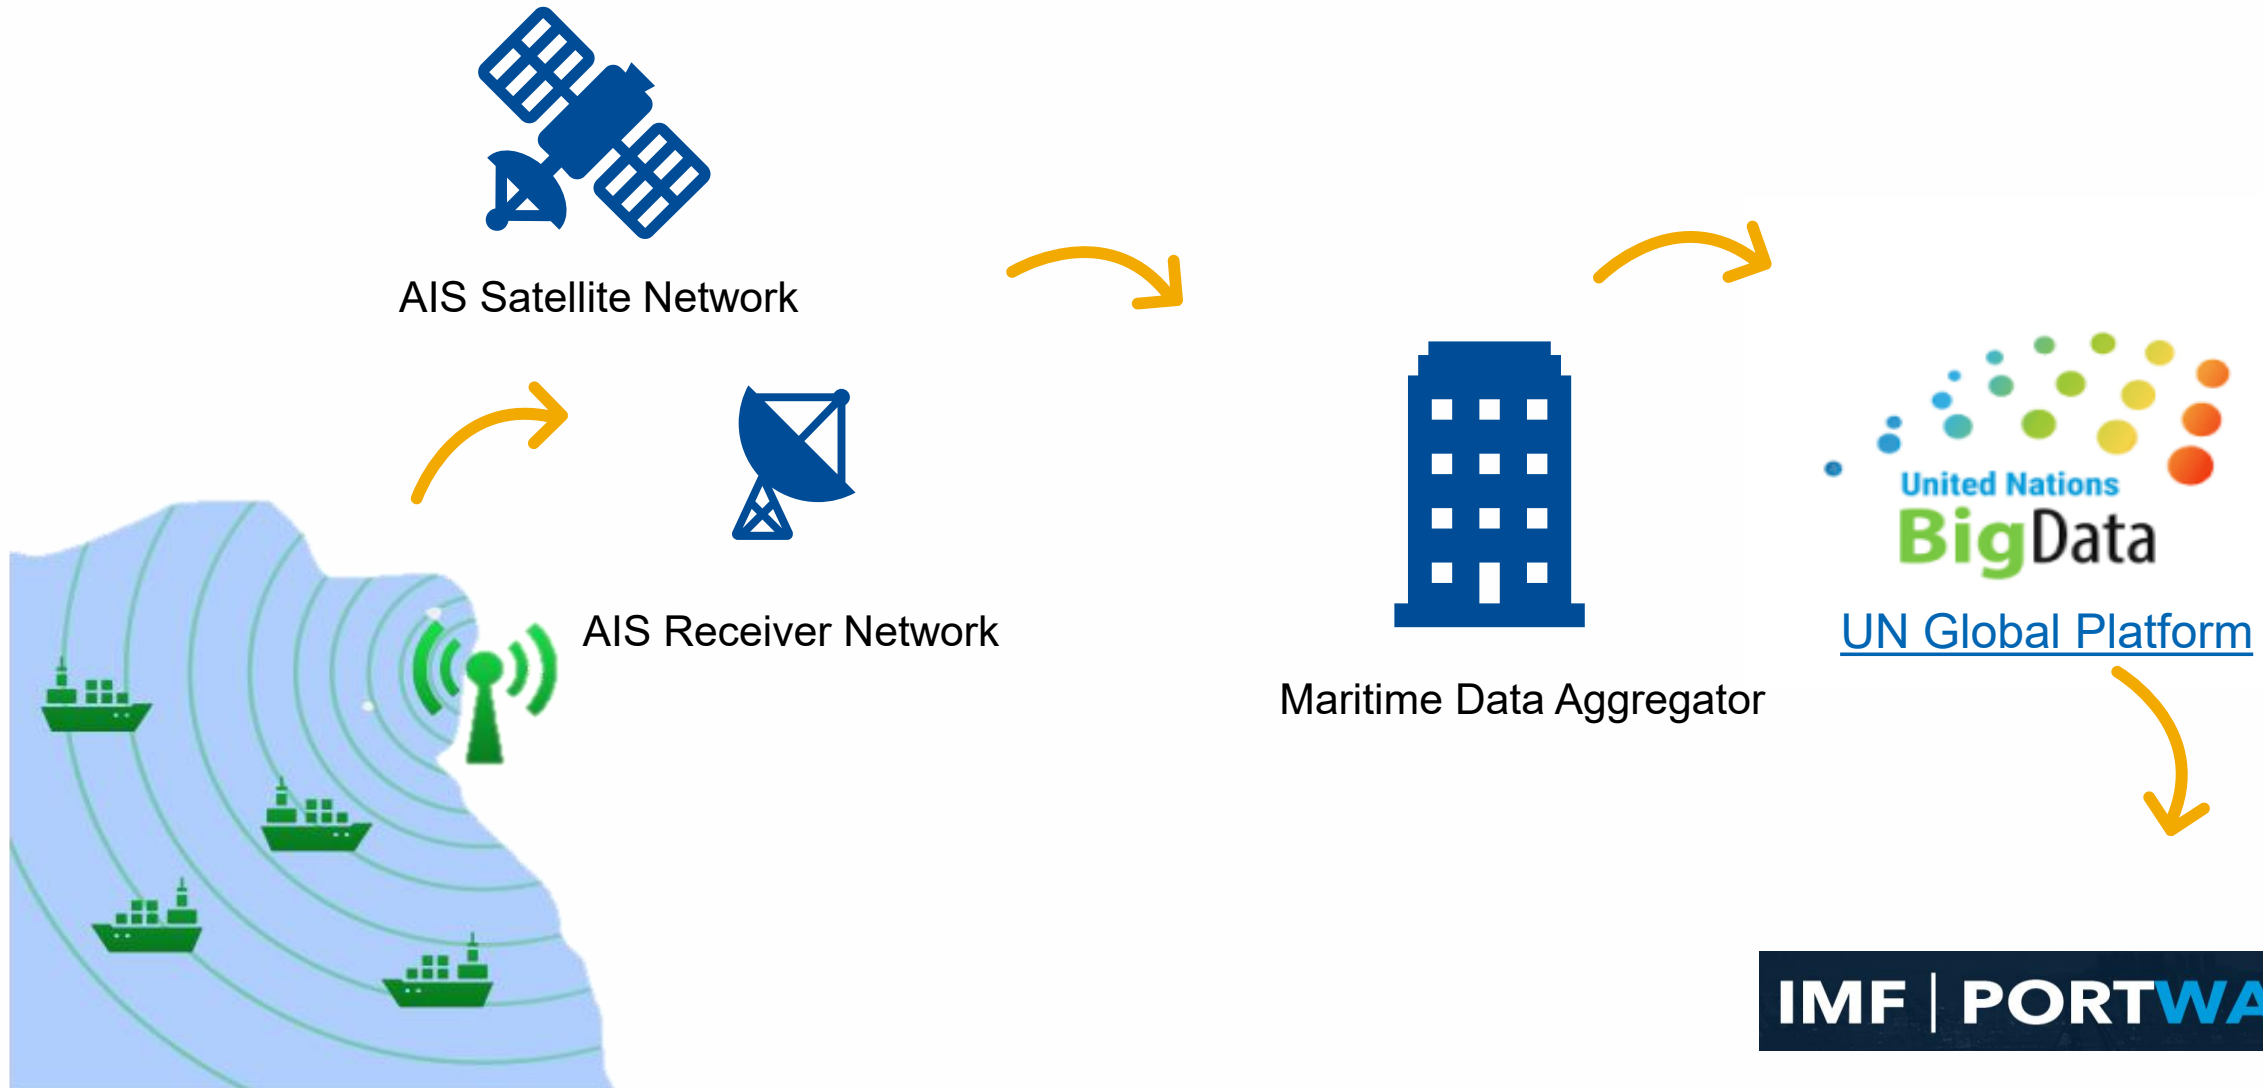 AIS Satellite Network
AIS Receiver Network
Maritime Data Aggregator
United Nations
BigData
UN Global Platform
IMF | PORTWA